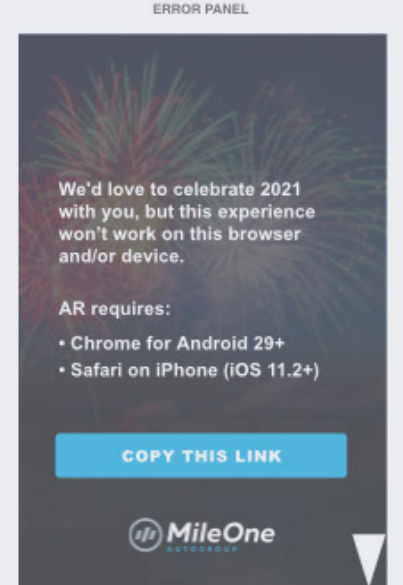 ERROR PANEL
We'd love to celebrate 2021
with you, but this experience
won't work on this browser
and/or device.
AR requires:
• Chrome for Android 29+
• Safari on iPhone (iOS 11.2+)
COPY THIS LINK
MileOne
AUTOGROUP